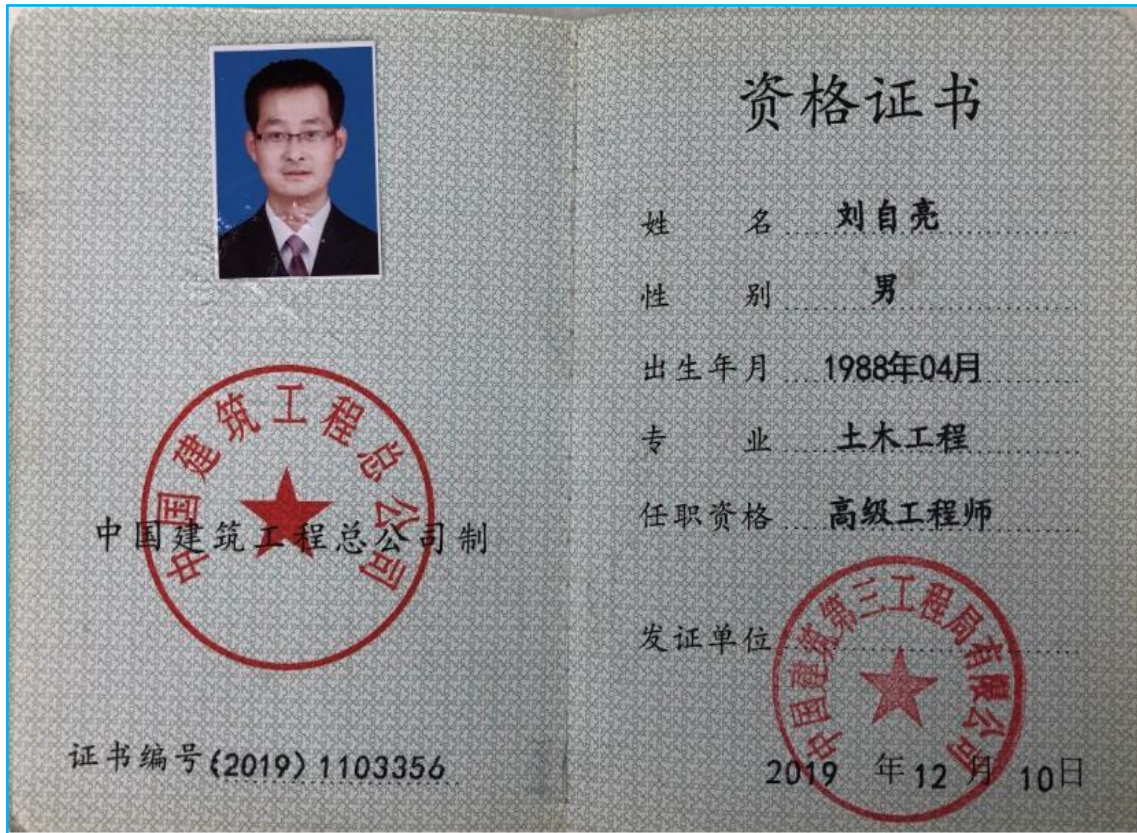 中国建筑工程总公司
中国建筑工程总公司制
证书编号(2019) 1103356
资格证书
姓 名 刘自亮
性 别 男
出生年月 1988年04月
专 业 土木工程
任职资格 高级工程师
发证单位
中国建筑第三工程局有限公司
2019 年 12 月 10日